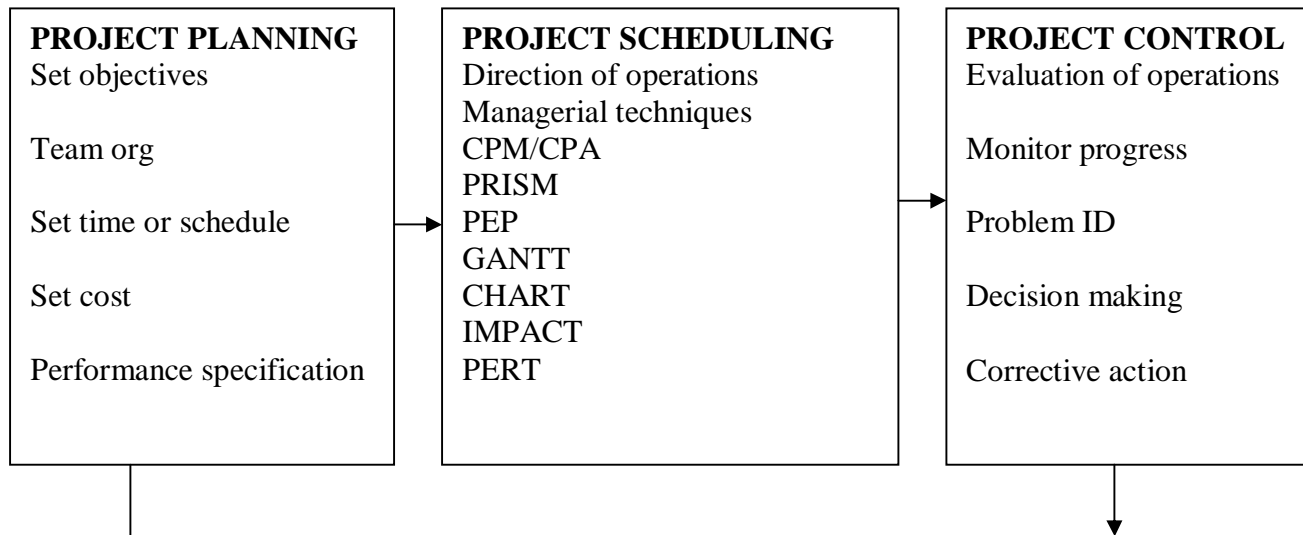 PROJECT PLANNING
Set objectives
Team org
Set time or schedule
Set cost
Performance specification
PROJECT SCHEDULING
Direction of operations
Managerial techniques
CPM/CPA
PRISM
PEP
GANTT
CHART
IMPACT
PERT
PROJECT CONTROL
Evaluation of operations
Monitor progress
Problem ID
Decision making
Corrective action